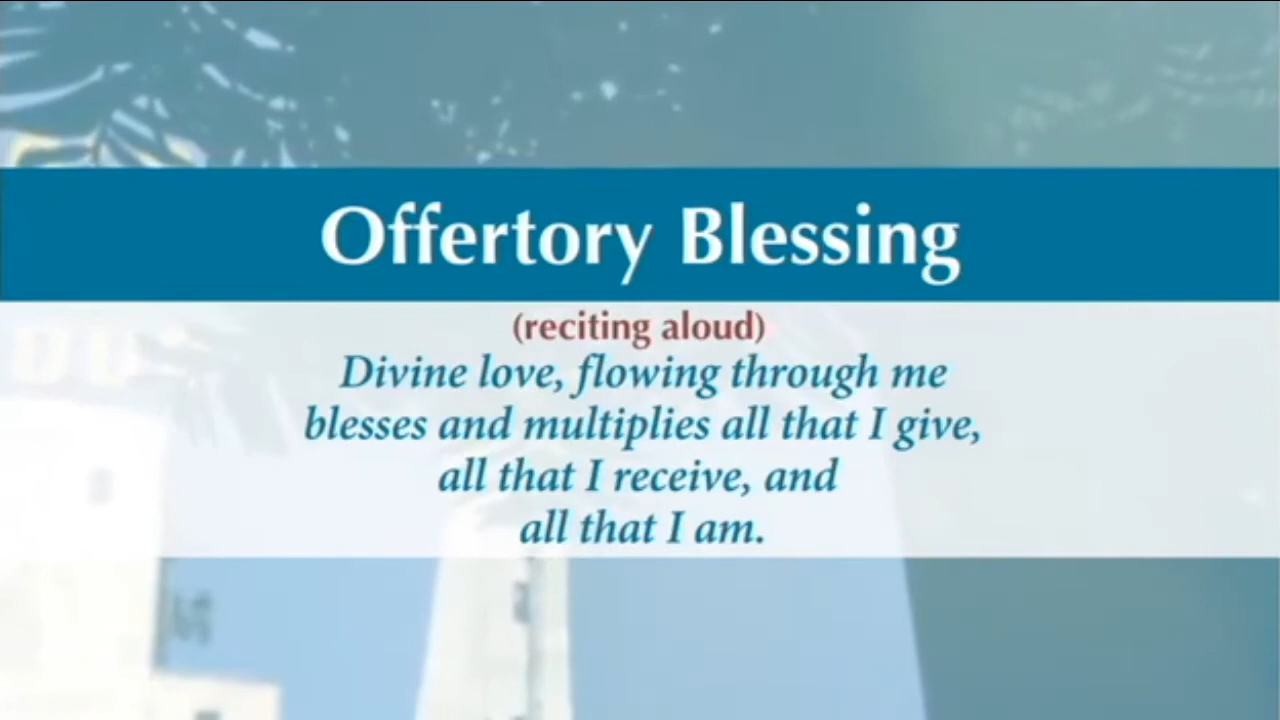 Offertory Blessing
(reciting aloud)
Divine love, flowing through me
blesses and multiplies all that I give,
all that I receive, and
all that I am.